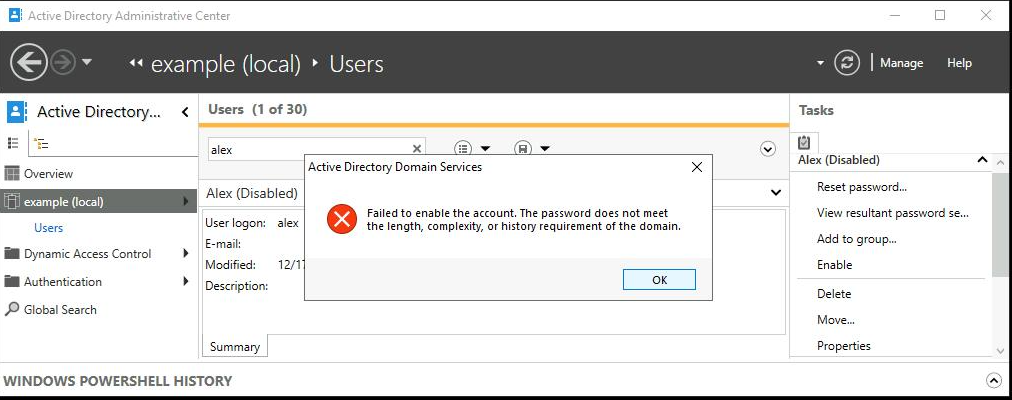 Active Directory Administrative Center
example (local) Users
Manage Help
Active Directory...
Overview
example (local)
Users
Dynamic Access Control
Authentication
Global Search
Users (1 of 30)
alex
Alex (Disabled)
User logon: alex
E-mail:
Modified: 12/17
Description:
Summary
Active Directory Domain Services
Failed to enable the account. The password does not meet
the length, complexity, or history requirement of the domain.
OK
Tasks
Alex (Disabled)
Reset password...
View resultant password se...
Add to group...
Enable
Delete
Move...
Properties
WINDOWS POWERSHELL HISTORY